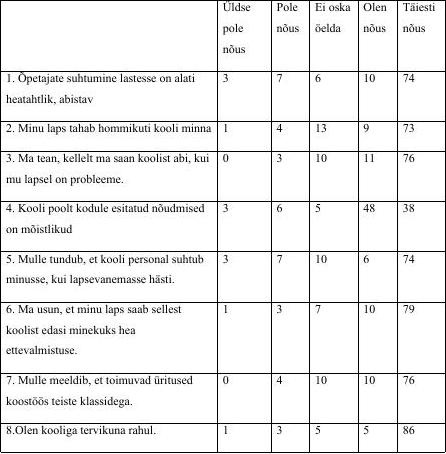 Üldse pole nõus | Pole nõus | Ei oska öelda | Olen nõus | Täiesti nõus
1. Õpetajate suhtumine lastesse on alati heatahtlik, abistav | 3 | 7 | 6 | 10 | 74
2. Minu laps tahab hommikuti kooli minna | 1 | 4 | 13 | 9 | 73
3. Ma tean, kellelt ma saan koolist abi, kui mu lapsel on probleeme. | 0 | 3 | 10 | 11 | 76
4. Kooli poolt kodule esitatud nõudmised on mõistlikud | 3 | 6 | 5 | 48 | 38
5. Mulle tundub, et kooli personal suhtub minusse, kui lapsevanemasse hästi. | 3 | 7 | 10 | 6 | 74
6. Ma usun, et minu laps saab sellest koolist edasi minekuks hea ettevalmistuse. | 1 | 3 | 7 | 10 | 79
7. Mulle meeldib, et toimuvad üritused koostöös teiste klassidega. | 0 | 4 | 10 | 10 | 76
8.Olen kooliga tervikuna rahul. | 1 | 3 | 5 | 5 | 86